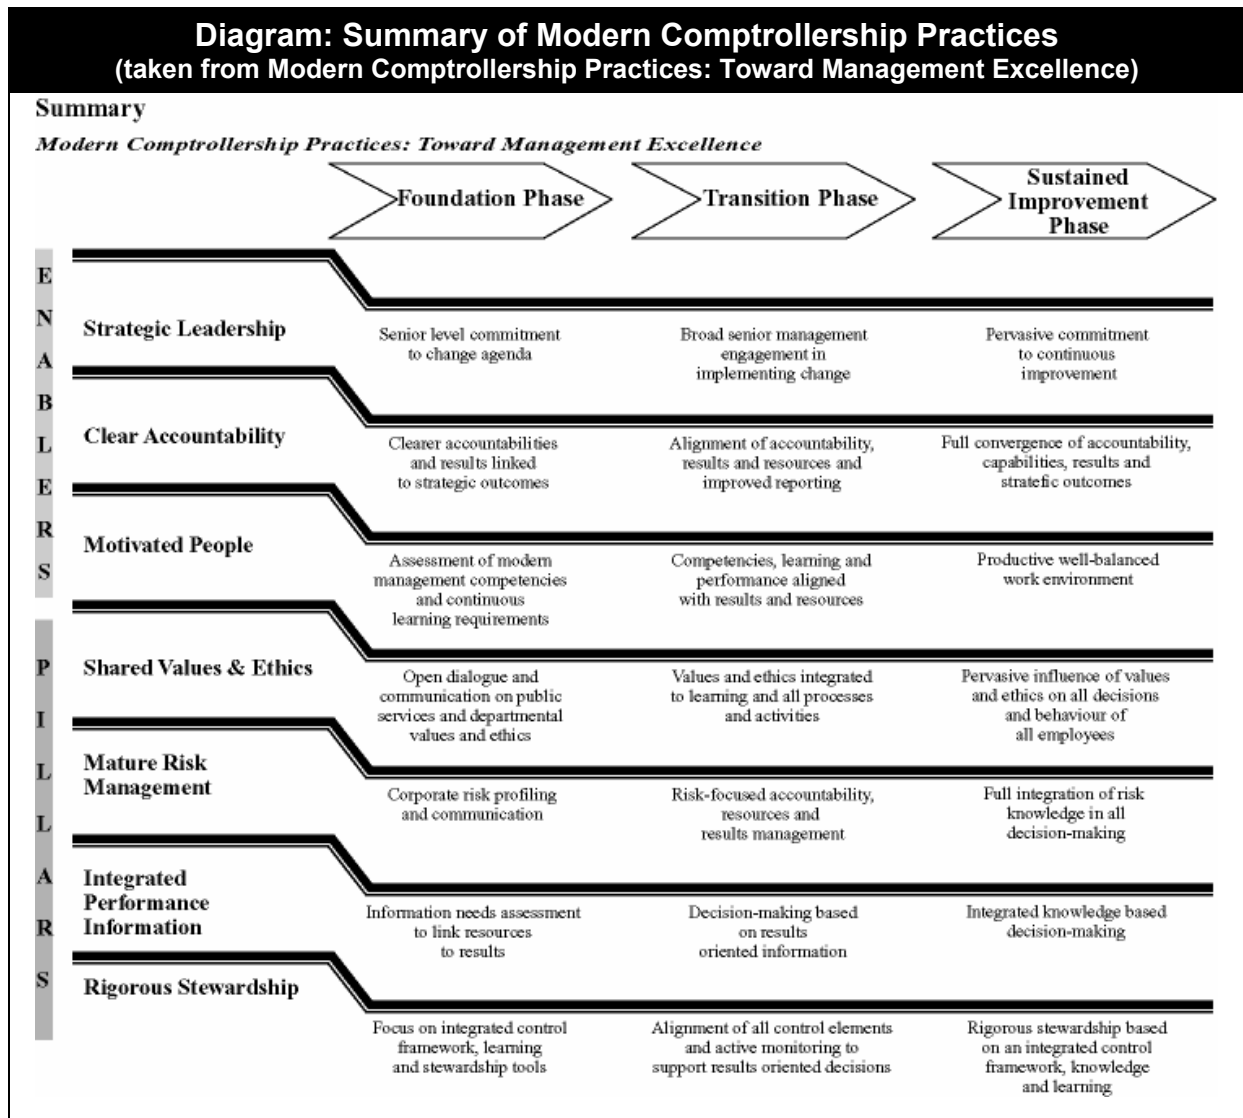 Diagram: Summary of Modern Comptrollership Practices
(taken from Modern Comptrollership Practices: Toward Management Excellence)
Summary
Modern Comptrollership Practices: Toward Management Excellence
Foundation Phase
Transition Phase
Sustained
Improvement
Phase
ENABLERS
Strategic Leadership
Senior level commitment
to change agenda
Broad senior management
engagement in
implementing change
Pervasive commitment
to continuous
improvement
Clear Accountability
Clearer accountabilities
and results linked
to strategic outcomes
Alignment of accountability,
results and resources and
improved reporting
Full convergence of accountability,
capabilities, results and
stratefic outcomes
Motivated People
Assessment of modern
management competencies
and continuous
learning requirements
Competencies, learning and
performance aligned
with results and resources
Productive well-balanced
work environment
PILLARS
Shared Values & Ethics
Open dialogue and
communication on public
services and departmental
values and ethics
Values and ethics integrated
to learning and all processes
and activities
Pervasive influence of values
and ethics on all decisions
and behaviour of
all employees
Mature Risk
Management
Corporate risk profiling
and communication
Risk-focused accountability,
resources and
results management
Full integration of risk
knowledge in all
decision-making
Integrated
Performance
Information
Information needs assessment
to link resources
to results
Decision-making based
on results
oriented information
Integrated knowledge based
decision-making
Rigorous Stewardship
Focus on integrated control
framework, learning
and stewardship tools
Alignment of all control elements
and active monitoring to
support results oriented decisions
Rigorous stewardship based
on an integrated control
framework, knowledge
and learning